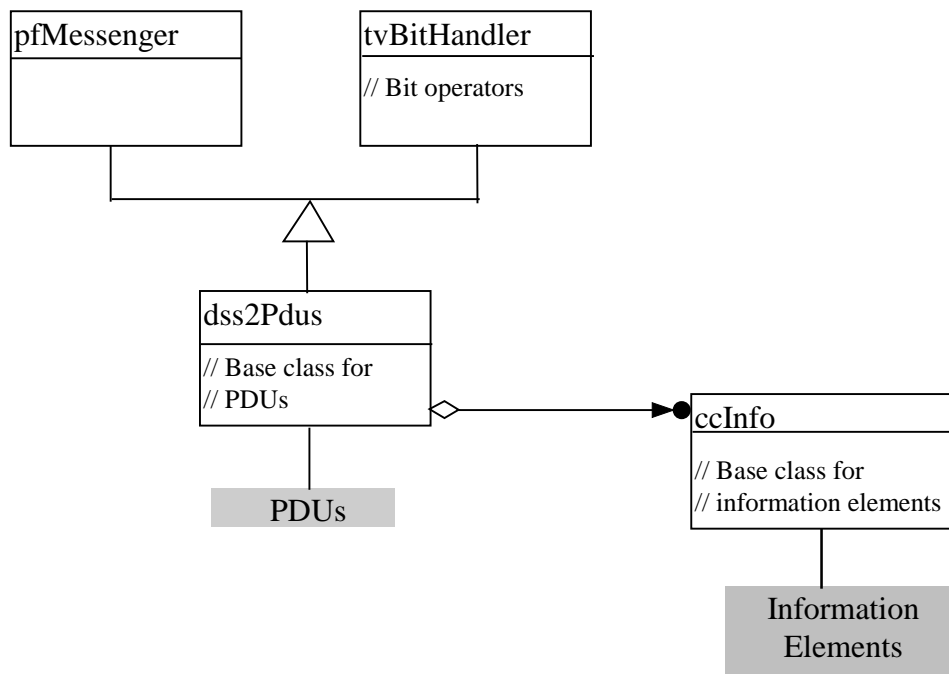 pfMessenger
tvBitHandler
// Bit operators
dss2Pdus
// Base class for
// PDUs
ccInfo
// Base class for
// information elements
PDUs
Information
Elements